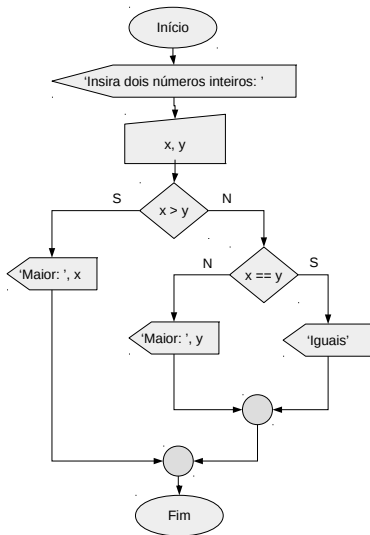 Início
‘Insira dois números inteiros: ’
x, y
S
x > y
N
‘Maior: ’, x
N
x == y
S
‘Maior: ’, y
‘Iguais’
Fim